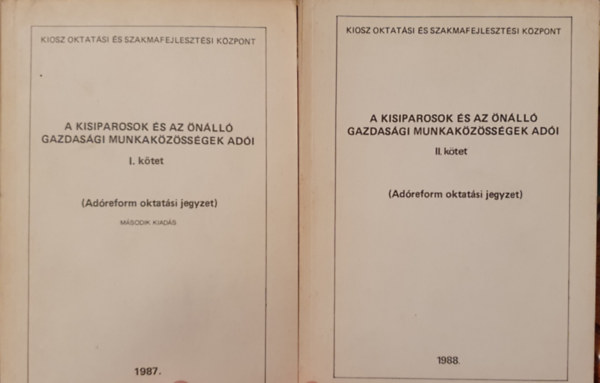 KIOSZ OKTATÁSI ÉS SZAKMAFEJLESZTÉSI KÖZPONT
A KISIPAROSOK ÉS AZ ÖNÁLLÓ
GAZDASÁGI MUNKAKÖZÖSSÉGEK ADÓI
I. kötet
(Adóreform oktatási jegyzet)
MÁSODIK KIADÁS
1987.
KIOSZ OKTATÁSI ÉS SZAKMAFEJLESZTÉSI KÖZPONT
A KISIPAROSOK ÉS AZ ÖNÁLLÓ
GAZDASÁGI MUNKAKÖZÖSSÉGEK ADÓI
II. kötet
(Adóreform oktatási jegyzet)
1988.